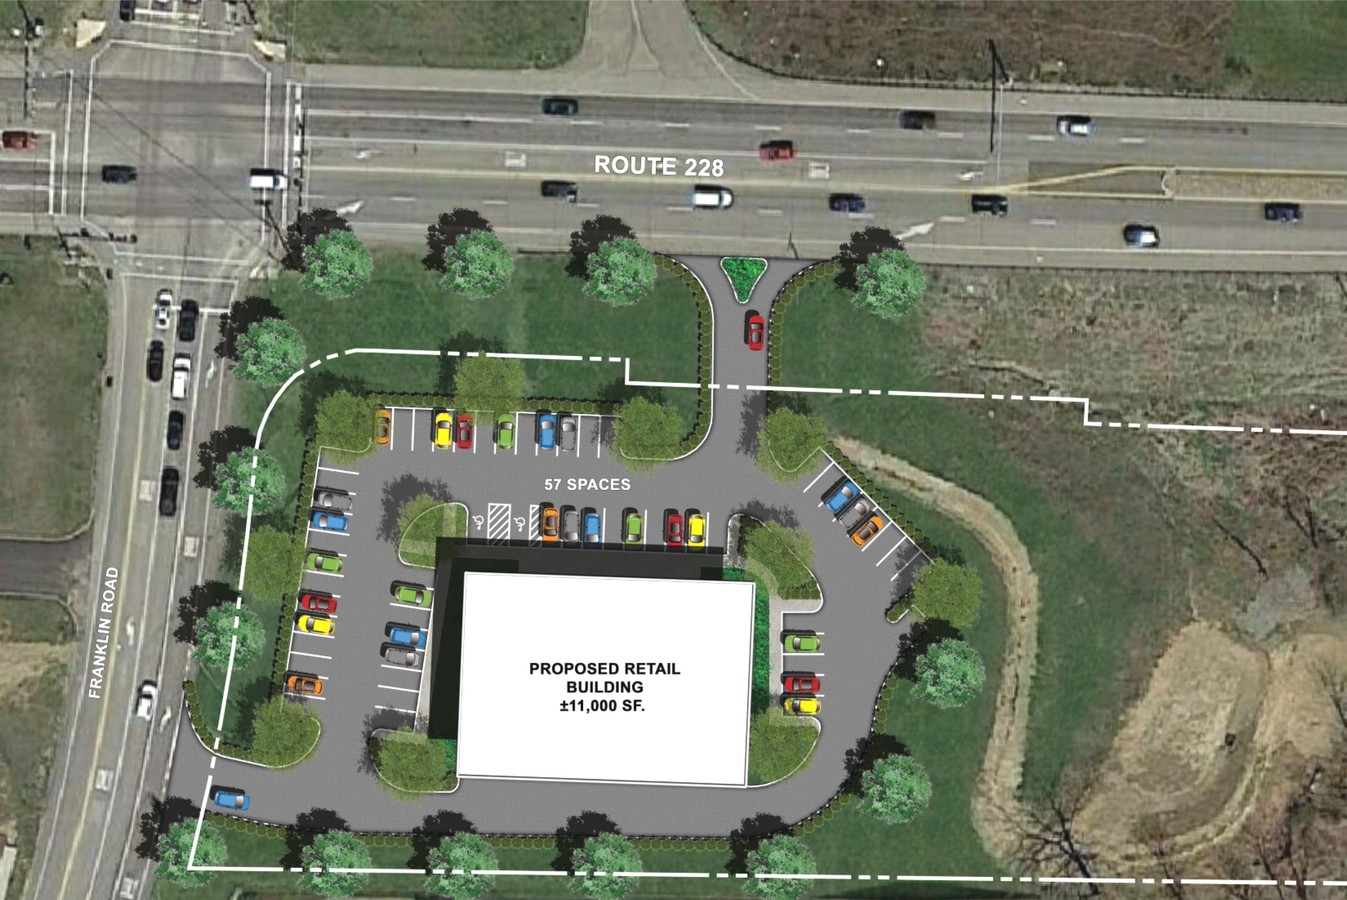 ROUTE 228
57 SPACES
FRANKLIN ROAD
PROPOSED RETAIL
BUILDING
±11,000 SF.